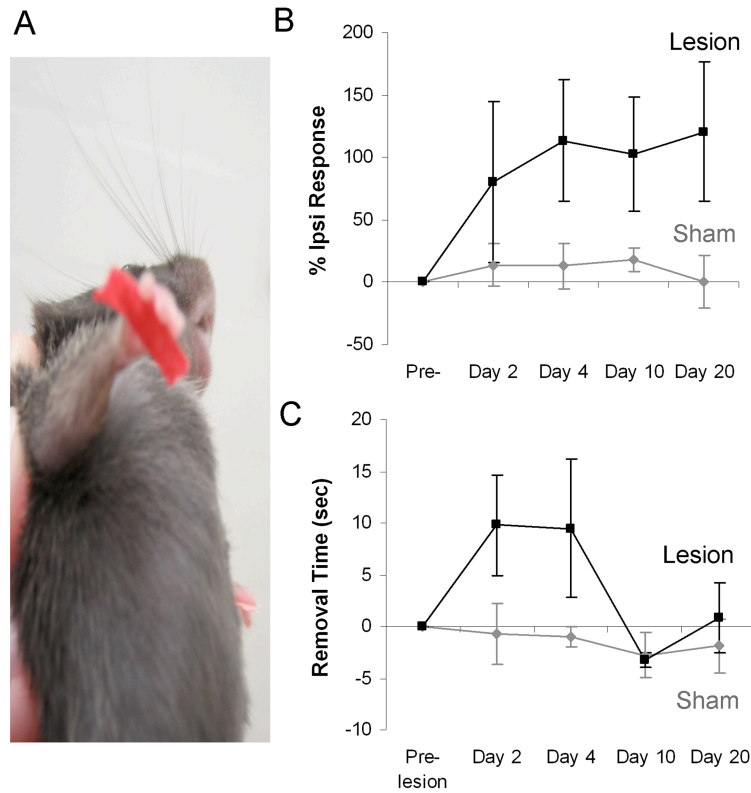 A
B
200
150
100
50
0
-50
% Ipsi Response
Lesion
Sham
Pre-
Day 2
Day 4
Day 10
Day 20
C
20
15
10
5
0
-5
-10
Removal Time (sec)
Lesion
Sham
Pre-
lesion
Day 2
Day 4
Day 10
Day 20